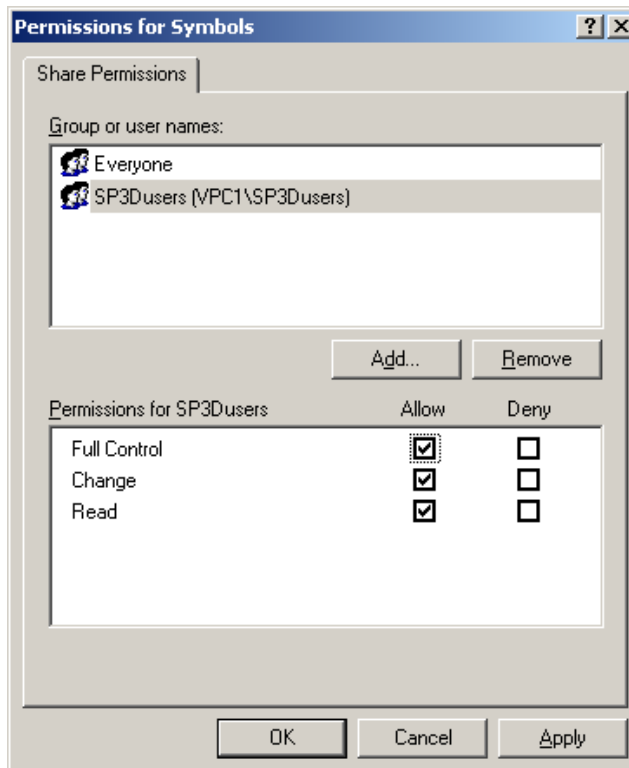 Permissions for Symbols
Share Permissions
Group or user names:
Everyone
SP3Dusers (VPC1\SP3Dusers)
Add... Remove
Permissions for SP3Dusers Allow Deny
Full Control
Change
Read
OK Cancel Apply